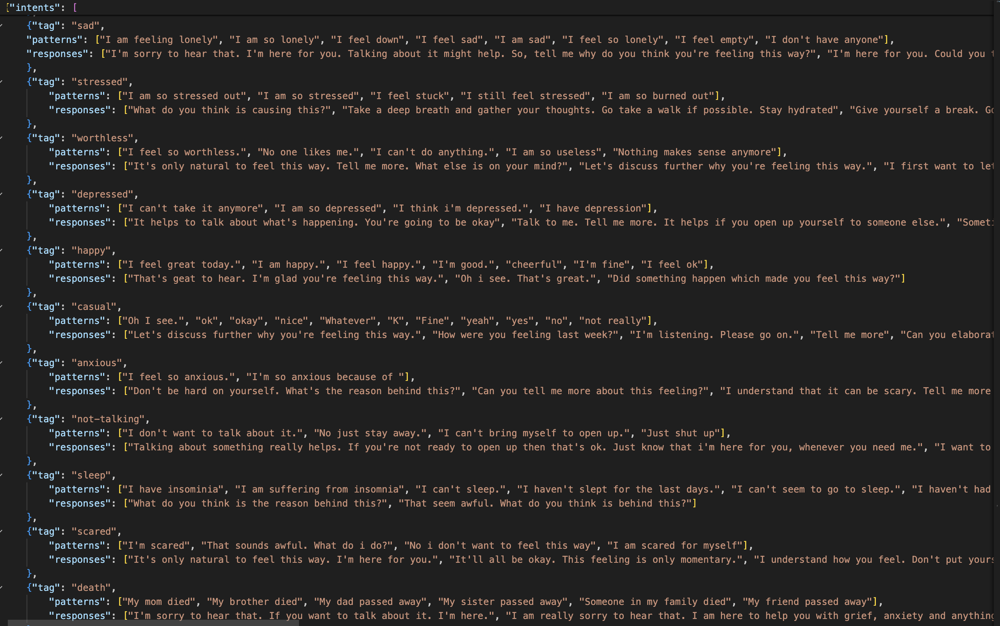 {"intents": [
{"tag": "sad",
"patterns": ["I am feeling lonely", "I am so lonely", "I feel down", "I feel sad", "I am sad", "I feel so lonely", "I feel empty", "I don't have anyone"],
"responses": ["I'm sorry to hear that. I'm here for you. Talking about it might help. So, tell me why do you think you're feeling this way?", "I'm here for you. Could you
},
{"tag": "stressed",
"patterns": ["I am so stressed out", "I am so stressed", "I feel stuck", "I still feel stressed", "I am so burned out"],
"responses": ["What do you think is causing this?", "Take a deep breath and gather your thoughts. Go take a walk if possible. Stay hydrated", "Give yourself a break.
},
{"tag": "worthless",
"patterns": ["I feel so worthless.", "No one likes me.", "I can't do anything.", "I am so useless", "Nothing makes sense anymore"],
"responses": ["It's only natural to feel this way. Tell me more. What else is on your mind?", "Let's discuss further why you're feeling this way.", "I first want to let
},
{"tag": "depressed",
"patterns": ["I can't take it anymore", "I am so depressed", "I think i'm depressed.", "I have depression"],
"responses": ["It helps to talk about what's happening. You're going to be okay", "Talk to me. Tell me more. It helps if you open up yourself to someone else.", "Someti
},
{"tag": "happy",
"patterns": ["I feel great today.", "I am happy.", "I feel happy.", "I'm good.", "cheerful", "I'm fine", "I feel ok"],
"responses": ["That's geat to hear. I'm glad you're feeling this way.", "Oh i see. That's great.", "Did something happen which made you feel this way?"]
},
{"tag": "casual",
"patterns": ["Oh I see.", "ok", "okay", "nice", "Whatever", "K", "Fine", "yeah", "yes", "no", "not really"],
"responses": ["Let's discuss further why you're feeling this way.", "How were you feeling last week?", "I'm listening. Please go on.", "Tell me more", "Can you elaborat
},
{"tag": "anxious",
"patterns": ["I feel so anxious.", "I'm so anxious because of "],
"responses": ["Don't be hard on yourself. What's the reason behind this?", "Can you tell me more about this feeling?", "I understand that it can be scary. Tell me more
},
{"tag": "not-talking",
"patterns": ["I don't want to talk about it.", "No just stay away.", "I can't bring myself to open up.", "Just shut up"],
"responses": ["Talking about something really helps. If you're not ready to open up then that's ok. Just know that i'm here for you, whenever you need me.", "I want to
},
{"tag": "sleep",
"patterns": ["I have insominia", "I am suffering from insomnia", "I can't sleep.", "I haven't slept for the last days.", "I can't seem to go to sleep.", "I haven't had
"responses": ["What do you think is the reason behind this?", "That seem awful. What do you think is behind this?"]
},
{"tag": "scared",
"patterns": ["I'm scared", "That sounds awful. What do i do?", "No i don't want to feel this way", "I am scared for myself"],
"responses": ["It's only natural to feel this way. I'm here for you.", "It'll all be okay. This feeling is only momentary.", "I understand how you feel. Don't put yours
},
{"tag": "death",
"patterns": ["My mom died", "My brother died", "My dad passed away", "My sister passed away", "Someone in my family died", "My friend passed away"],
"responses": ["I'm sorry to hear that. If you want to talk about it. I'm here.", "I am really sorry to hear that. I am here to help you with grief, anxiety and anything